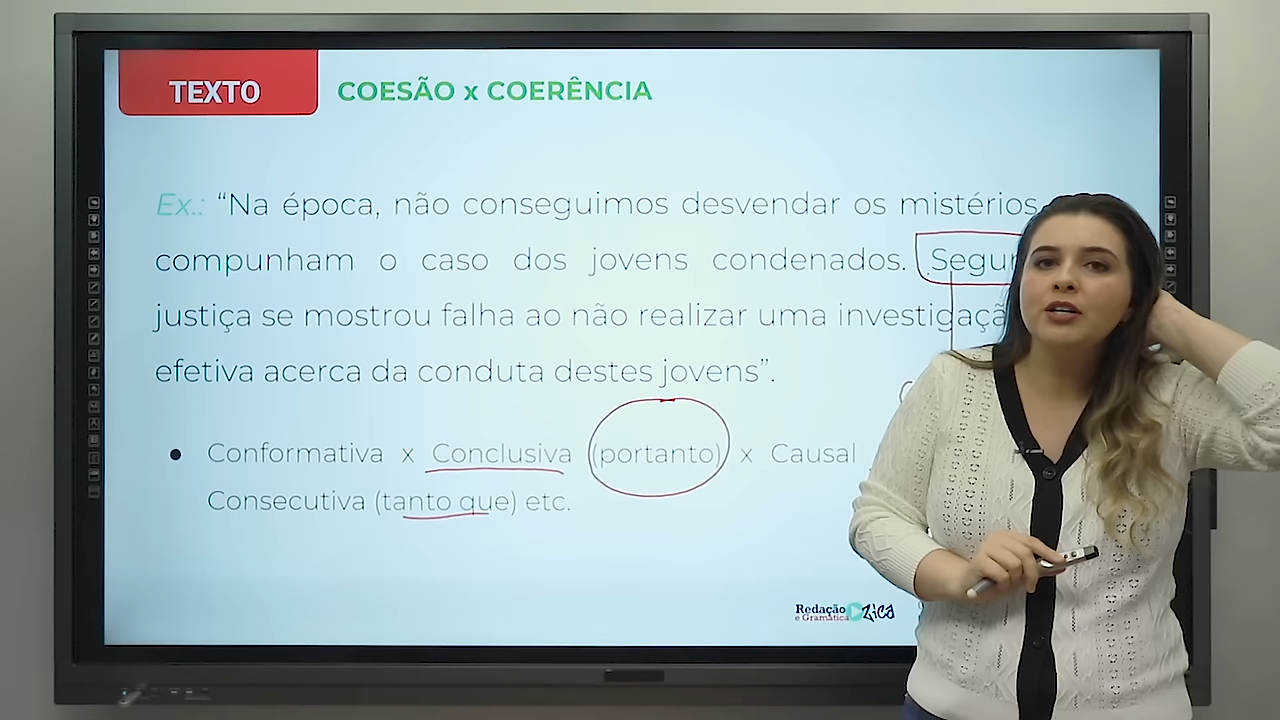 TEXTO
COESÃO x COERÊNCIA
Ex.: “Na época, não conseguimos desvendar os mistérios
compunham o caso dos jovens condenados.
justiça se mostrou falha ao não realizar uma
efetiva acerca da conduta destes jovens”.
• Conformativa x Conclusiva (portanto) x Causal
Consecutiva (tanto que) etc.
Redação
e Gramática
Zica